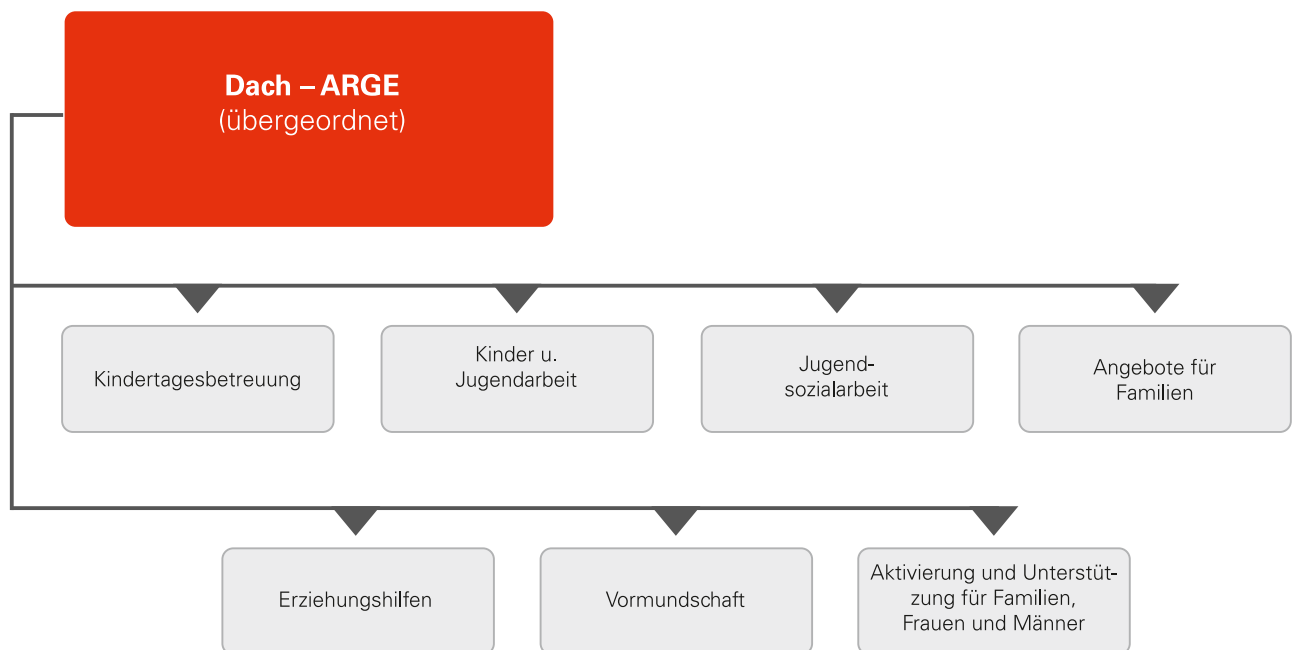 Dach – ARGE
(übergeordnet)
Kindertagesbetreuung
Kinder u.
Jugendarbeit
Jugend-
sozialarbeit
Angebote für
Familien
Erziehungshilfen
Vormundschaft
Aktivierung und Unterstüt-
zung für Familien,
Frauen und Männer